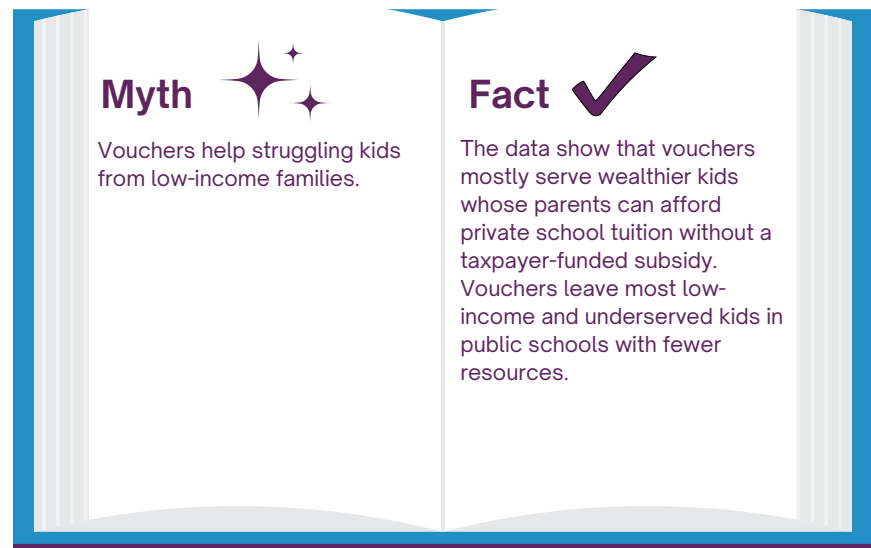 Myth
Vouchers help struggling kids
from low-income families.
Fact
The data show that vouchers
mostly serve wealthier kids
whose parents can afford
private school tuition without a
taxpayer-funded subsidy.
Vouchers leave most low-
income and underserved kids in
public schools with fewer
resources.